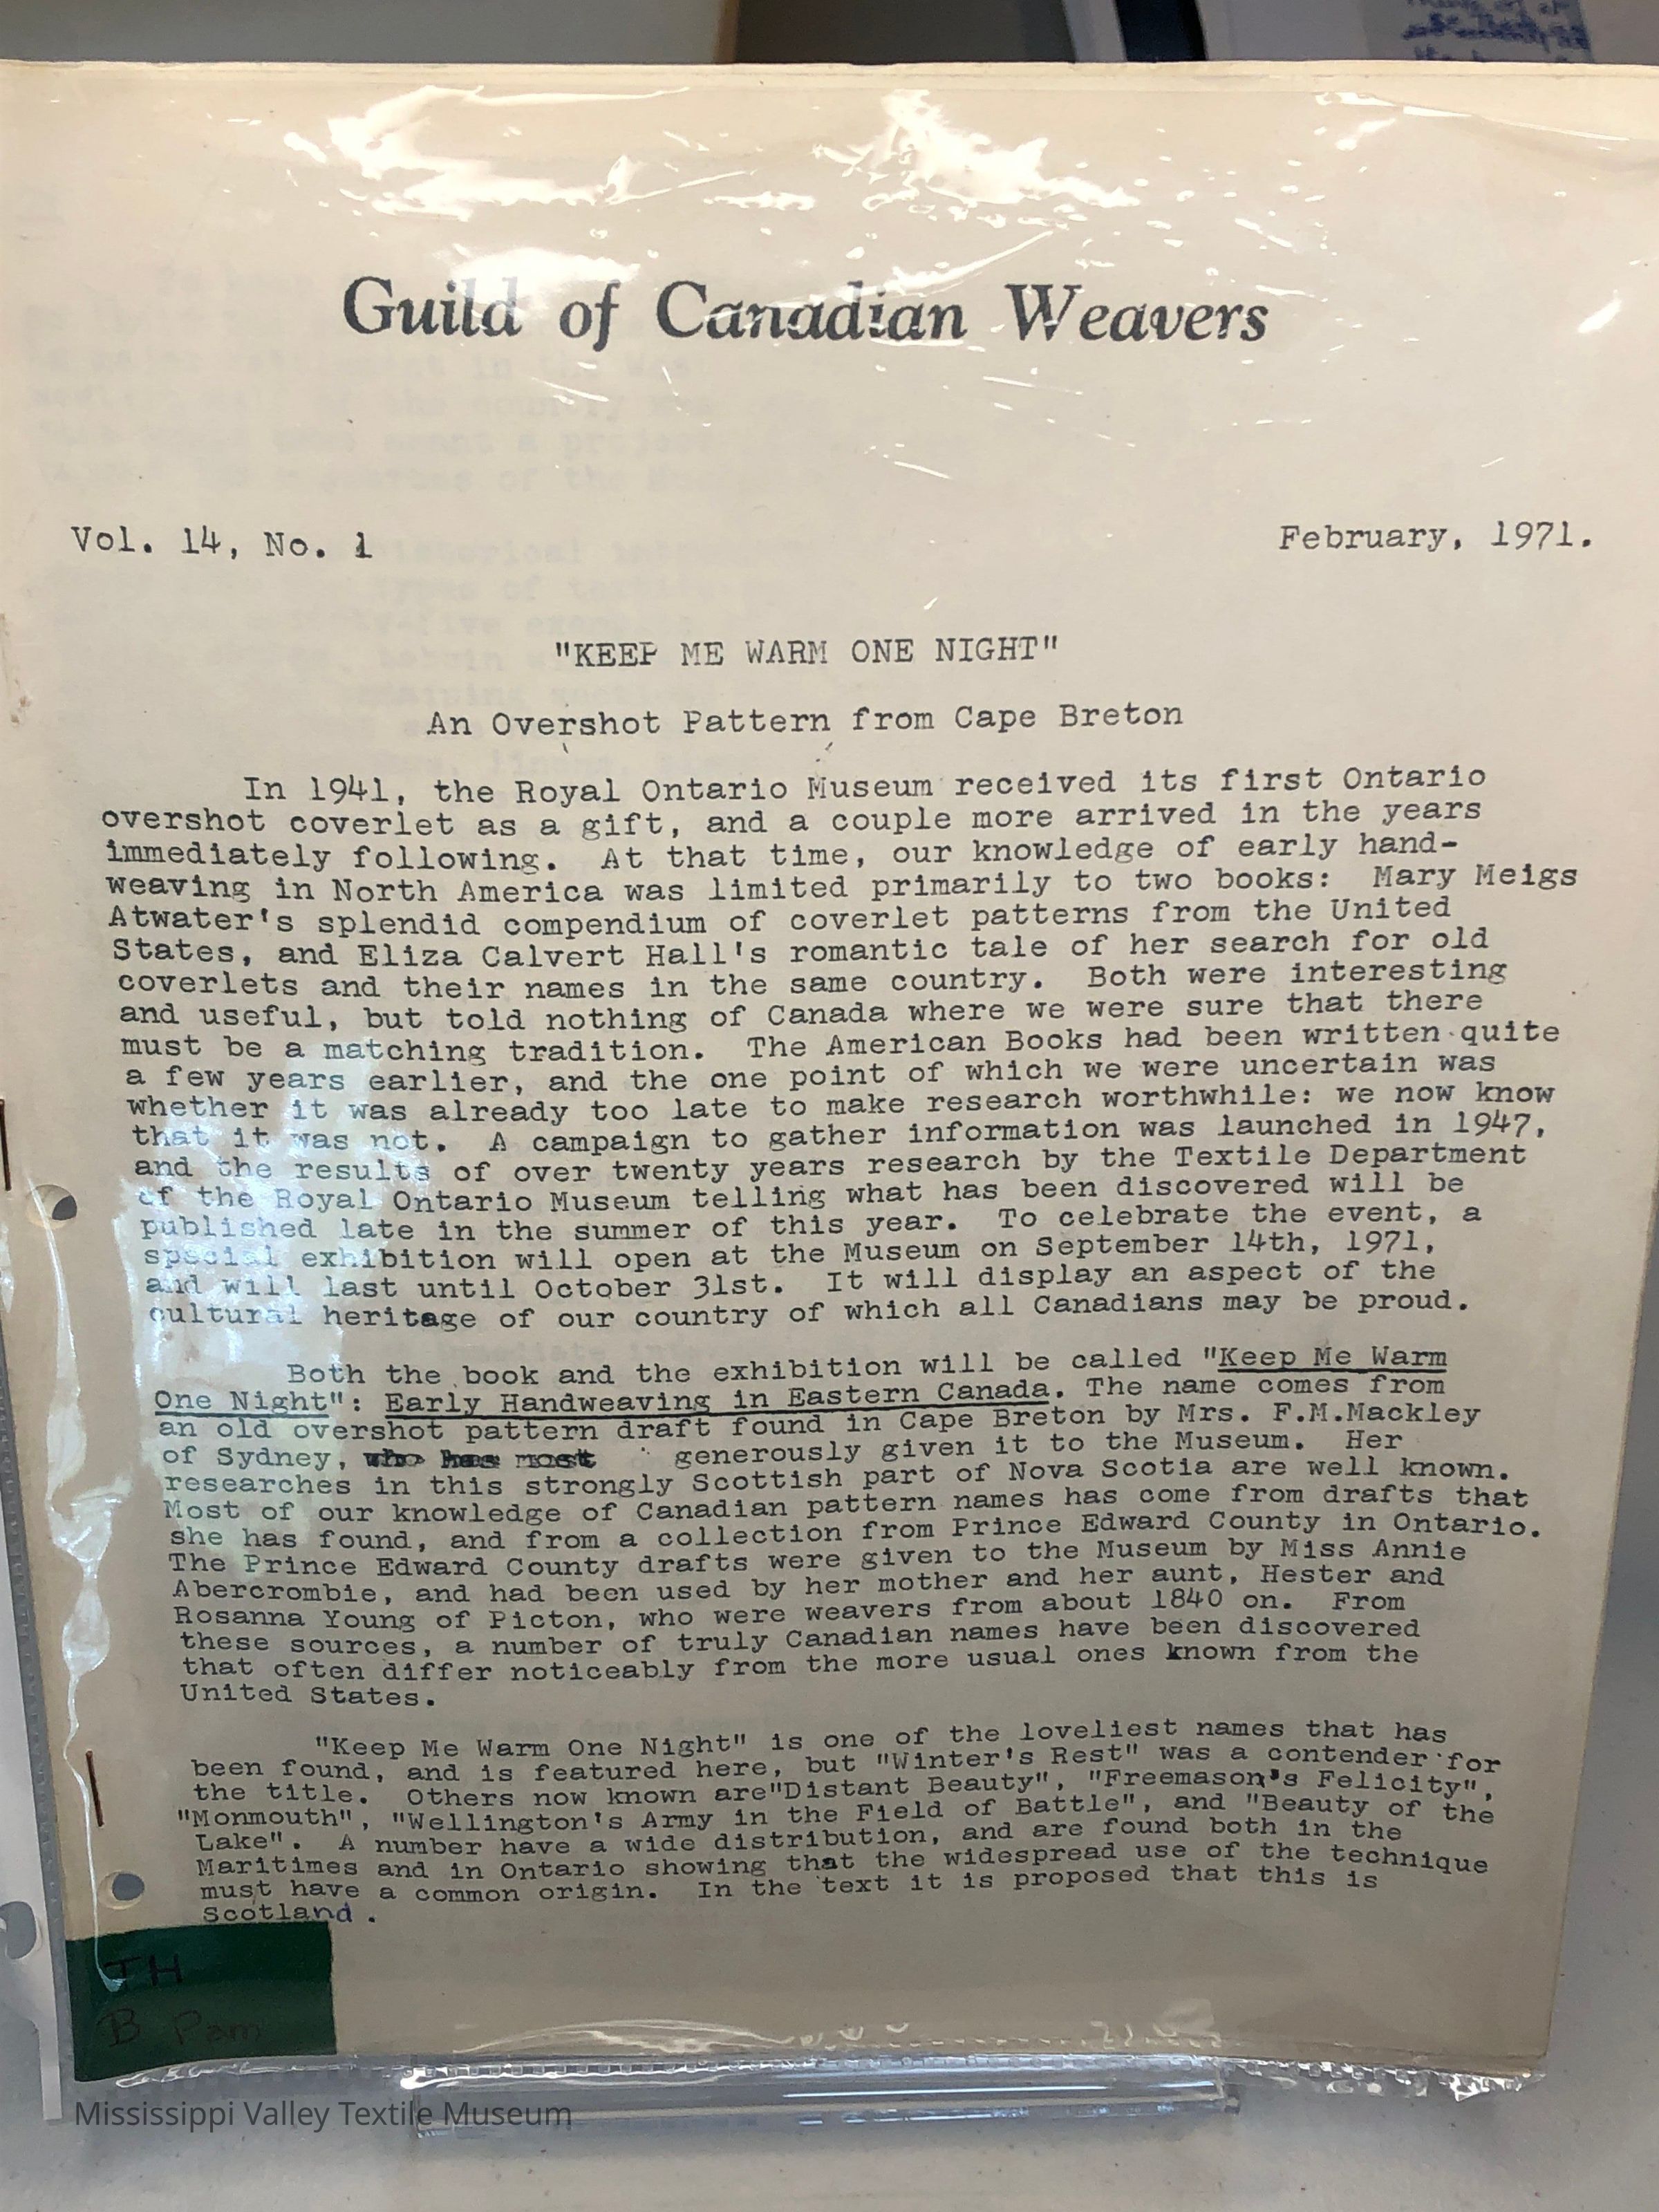 Guild of Canadian Weavers
Vol. 14, No. 1
February, 1971.
"KEEP ME WARM ONE NIGHT"
An Overshot Pattern from Cape Breton
In 1941, the Royal Ontario Museum received its first Ontario
overshot coverlet as a gift, and a couple more arrived in the years
immediately following. At that time, our knowledge of early hand-
weaving in North America was limited primarily to two books: Mary Meigs
Atwater's splendid compendium of coverlet patterns from the United
States, and Eliza Calvert Hall's romantic tale of her search for old
coverlets and their names in the same country. Both were interesting
and useful, but told nothing of Canada where we were sure that there
must be a matching tradition. The American Books had been written quite
a few years earlier, and the one point of which we were uncertain was
whether it was already too late to make research worthwhile: we now know
that it was not. A campaign to gather information was launched in 1947,
and the results of over twenty years research by the Textile Department
of the Royal Ontario Museum telling what has been discovered will be
published late in the summer of this year. To celebrate the event, a
special exhibition will open at the Museum on September 14th, 1971,
and will last until October 31st. It will display an aspect of the
cultural heritage of our country of which all Canadians may be proud.
Both the book and the exhibition will be called "Keep Me Warm
One Night": Early Handweaving in Eastern Canada. The name comes from
an old overshot pattern draft found in Cape Breton by Mrs. F.M.Mackley
of Sydney, who has most generously given it to the Museum. Her
researches in this strongly Scottish part of Nova Scotia are well known.
Most of our knowledge of Canadian pattern names has come from drafts that
she has found, and from a collection from Prince Edward County in Ontario.
The Prince Edward County drafts were given to the Museum by Miss Annie
Abercrombie, and had been used by her mother and her aunt, Hester and
Rosanna Young of Picton, who were weavers from about 1840 on. From
these sources, a number of truly Canadian names have been discovered
that often differ noticeably from the more usual ones known from the
United States.
"Keep Me Warm One Night" is one of the loveliest names that has
been found, and is featured here, but "Winter's Rest" was a contender for
the title. Others now known are"Distant Beauty", "Freemason's Felicity",
"Monmouth", "Wellington's Army in the Field of Battle", and "Beauty of the
Lake". A number have a wide distribution, and are found both in the
Maritimes and in Ontario showing that the widespread use of the technique
must have a common origin. In the text it is proposed that this is
Scotland.
TH
B Pam
Mississippi Valley Textile Museum